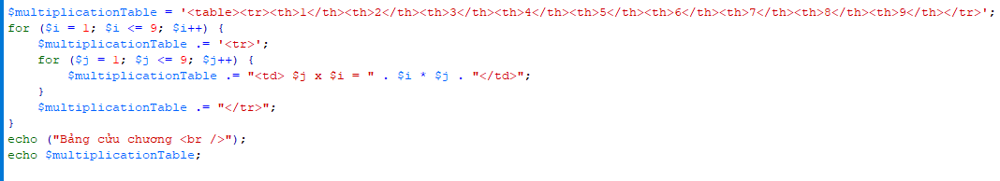 $multiplicationTable = '<table><tr><th>1</th><th>2</th><th>3</th><th>4</th><th>5</th><th>6</th><th>7</th><th>8</th><th>9</th></tr>';
for ($i = 1; $i <= 9; $i++) {
    $multiplicationTable .= '<tr>';
    for ($j = 1; $j <= 9; $j++) {
        $multiplicationTable .= "<td> $j x $i = " . $i * $j . "</td>";
    }
    $multiplicationTable .= "</tr>";
}
echo ("Bảng cửu chương <br />");
echo $multiplicationTable;